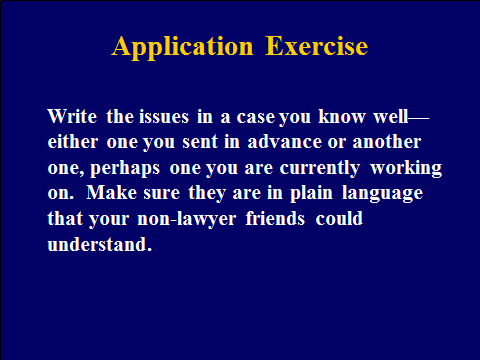 Application Exercise
Write the issues in a case you know well—
either one you sent in advance or another
one, perhaps one you are currently working
on. Make sure they are in plain language
that your non-lawyer friends could
understand.